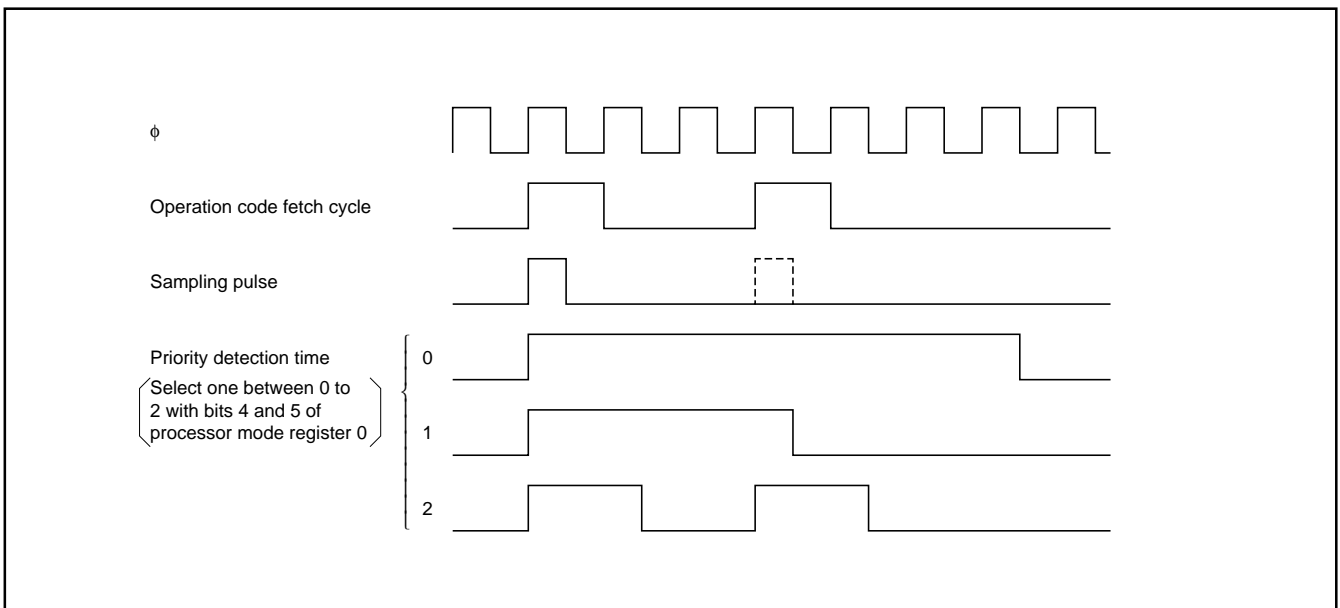 ϕ
Operation code fetch cycle
Sampling pulse
Priority detection time
Select one between 0 to
2 with bits 4 and 5 of
processor mode register 0
0
1
2